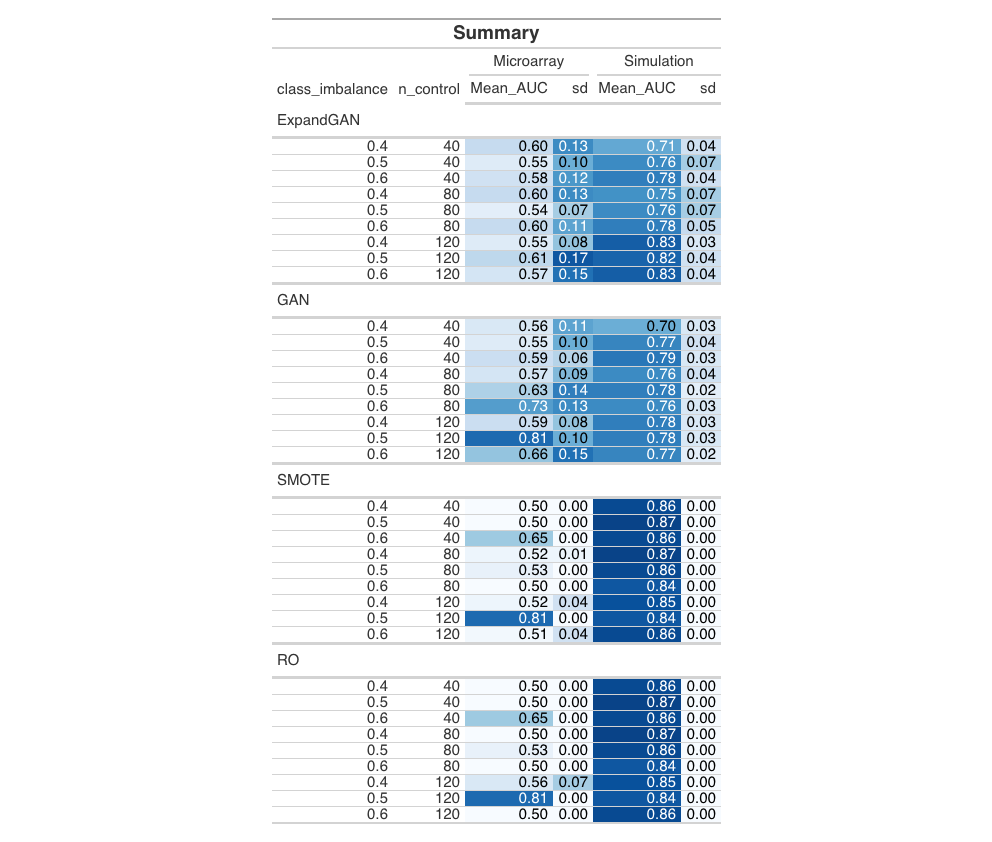 Summary
Microarray Simulation
class_imbalance n_control Mean_AUC sd Mean_AUC sd
ExpandGAN
0.4 40 0.60 0.13 0.71 0.04
0.5 40 0.55 0.10 0.76 0.07
0.6 40 0.58 0.12 0.78 0.04
0.4 80 0.60 0.13 0.75 0.07
0.5 80 0.54 0.07 0.76 0.07
0.6 80 0.60 0.11 0.78 0.05
0.4 120 0.55 0.08 0.83 0.03
0.5 120 0.61 0.17 0.82 0.04
0.6 120 0.57 0.15 0.83 0.04
GAN
0.4 40 0.56 0.11 0.70 0.03
0.5 40 0.55 0.10 0.77 0.04
0.6 40 0.59 0.06 0.79 0.03
0.4 80 0.57 0.09 0.76 0.04
0.5 80 0.63 0.14 0.78 0.02
0.6 80 0.73 0.13 0.76 0.03
0.4 120 0.59 0.08 0.78 0.03
0.5 120 0.81 0.10 0.78 0.03
0.6 120 0.66 0.15 0.77 0.02
SMOTE
0.4 40 0.50 0.00 0.86 0.00
0.5 40 0.50 0.00 0.87 0.00
0.6 40 0.65 0.00 0.86 0.00
0.4 80 0.52 0.01 0.87 0.00
0.5 80 0.53 0.00 0.86 0.00
0.6 80 0.50 0.00 0.84 0.00
0.4 120 0.52 0.04 0.85 0.00
0.5 120 0.81 0.00 0.84 0.00
0.6 120 0.51 0.04 0.86 0.00
RO
0.4 40 0.50 0.00 0.86 0.00
0.5 40 0.50 0.00 0.87 0.00
0.6 40 0.65 0.00 0.86 0.00
0.4 80 0.50 0.00 0.87 0.00
0.5 80 0.53 0.00 0.86 0.00
0.6 80 0.50 0.00 0.84 0.00
0.4 120 0.56 0.07 0.85 0.00
0.5 120 0.81 0.00 0.84 0.00
0.6 120 0.50 0.00 0.86 0.00